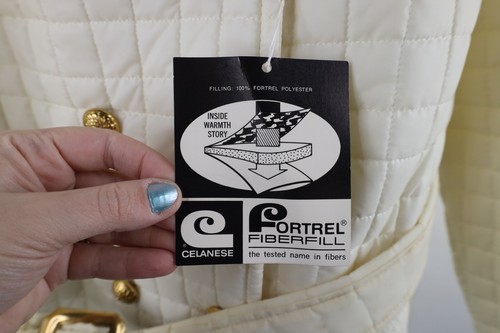 FILLING: 100% FORTREL POLYESTER
INSIDE
WARMTH
STORY
® CELANESE
FORTREL®
FIBERFILL
the tested name in fibers